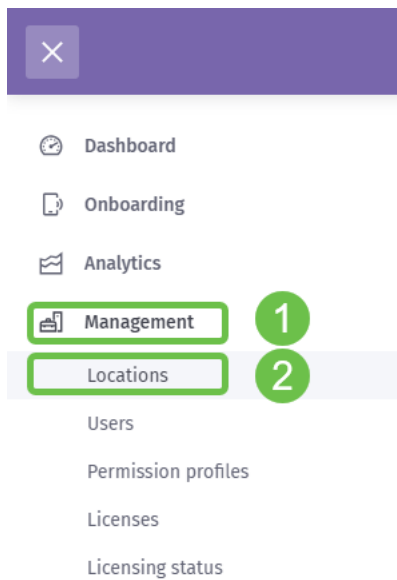 Dashboard
Onboarding
Analytics
Management 1
Locations 2
Users
Permission profiles
Licenses
Licensing status